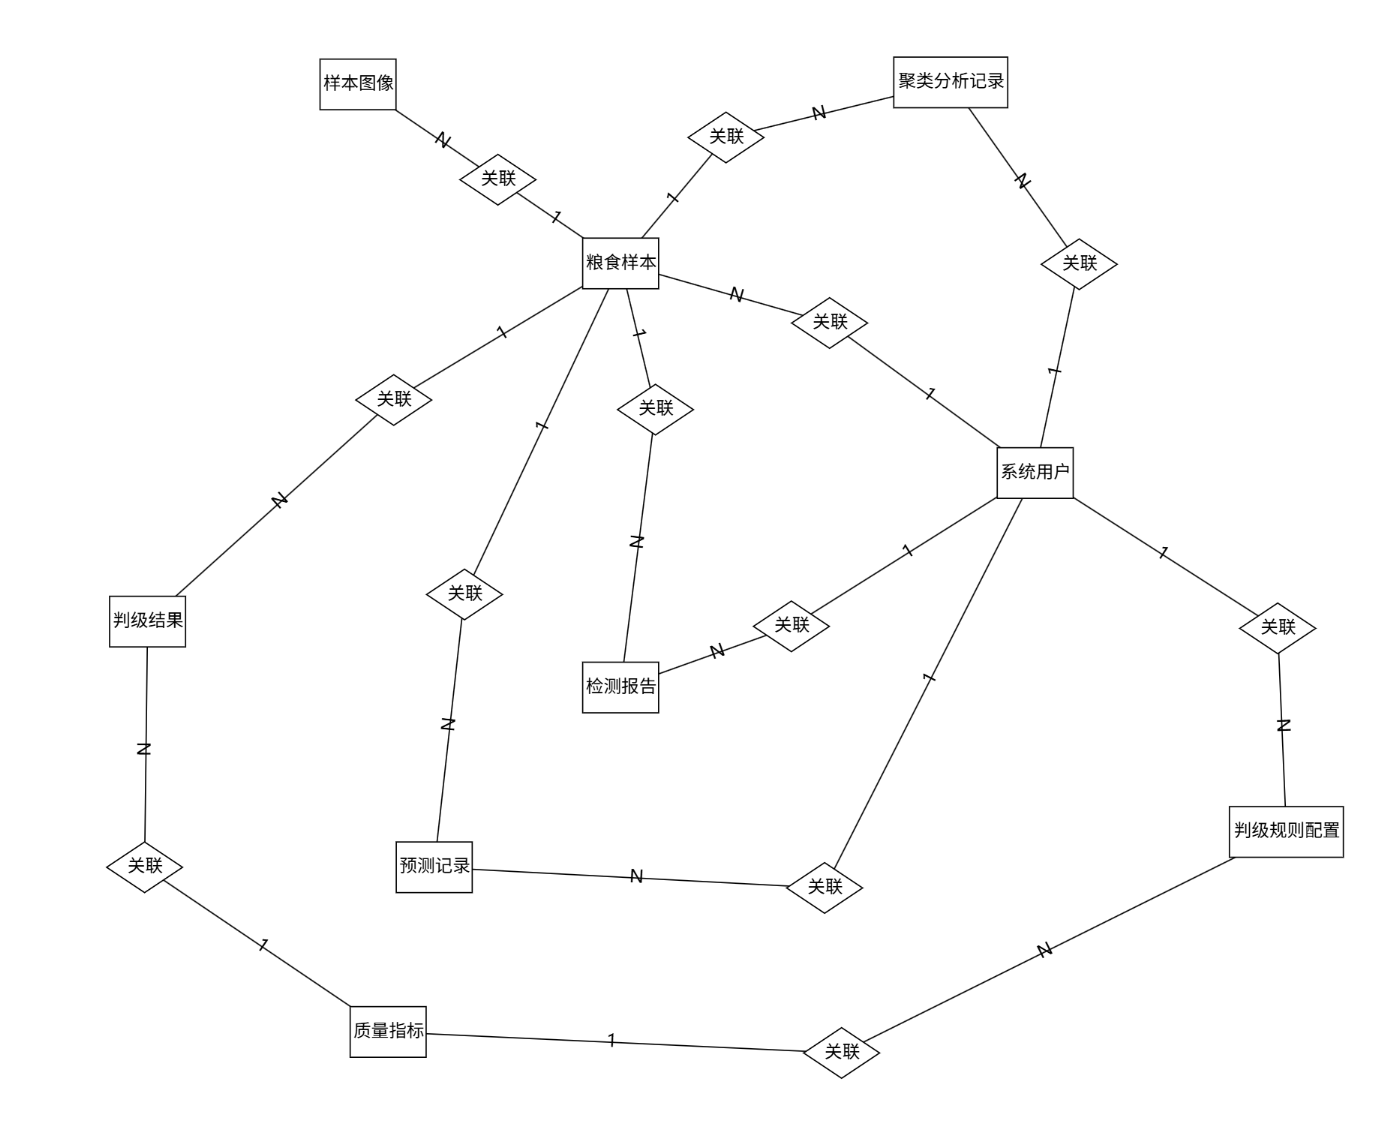 样本图像
聚类分析记录
N
关联
N
关联
1
N
1
粮食样本
关联
N
关联
1
1
1
关联
1
关联
1
1
系统用户
N
N
1
1
关联
判级结果
关联
关联
N
1
检测报告
N
N
N
判级规则配置
关联
预测记录
N
关联
1
N
质量指标
1
关联